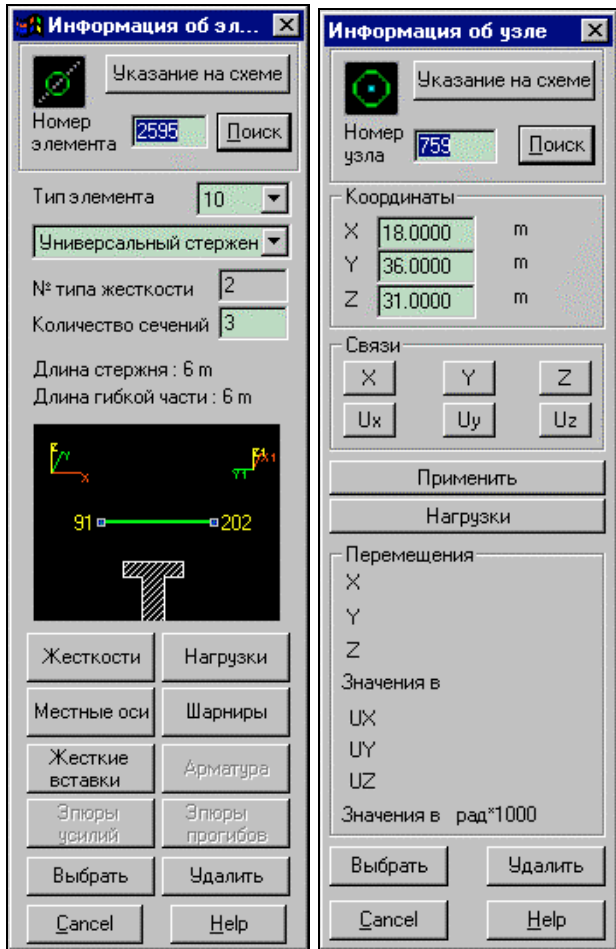 Информация об эл...
Указание на схеме
Номер элемента
2595
Поиск
Тип элемента
10
Универсальный стержен
№ типа жесткости
2
Количество сечений
3
Длина стержня : 6 m
Длина гибкой части : 6 m
91
202
Жесткости
Нагрузки
Местные оси
Шарниры
Жесткие вставки
Арматура
Эпюры усилий
Эпюры прогибов
Выбрать
Удалить
Cancel
Help
Информация об узле
Указание на схеме
Номер узла
759
Поиск
Координаты
X 18.0000 m
Y 36.0000 m
Z 31.0000 m
Связи
X Y Z
Ux Uy Uz
Применить
Нагрузки
Перемещения
X
Y
Z
Значения в
UX
UY
UZ
Значения в рад*1000
Выбрать
Удалить
Cancel
Help